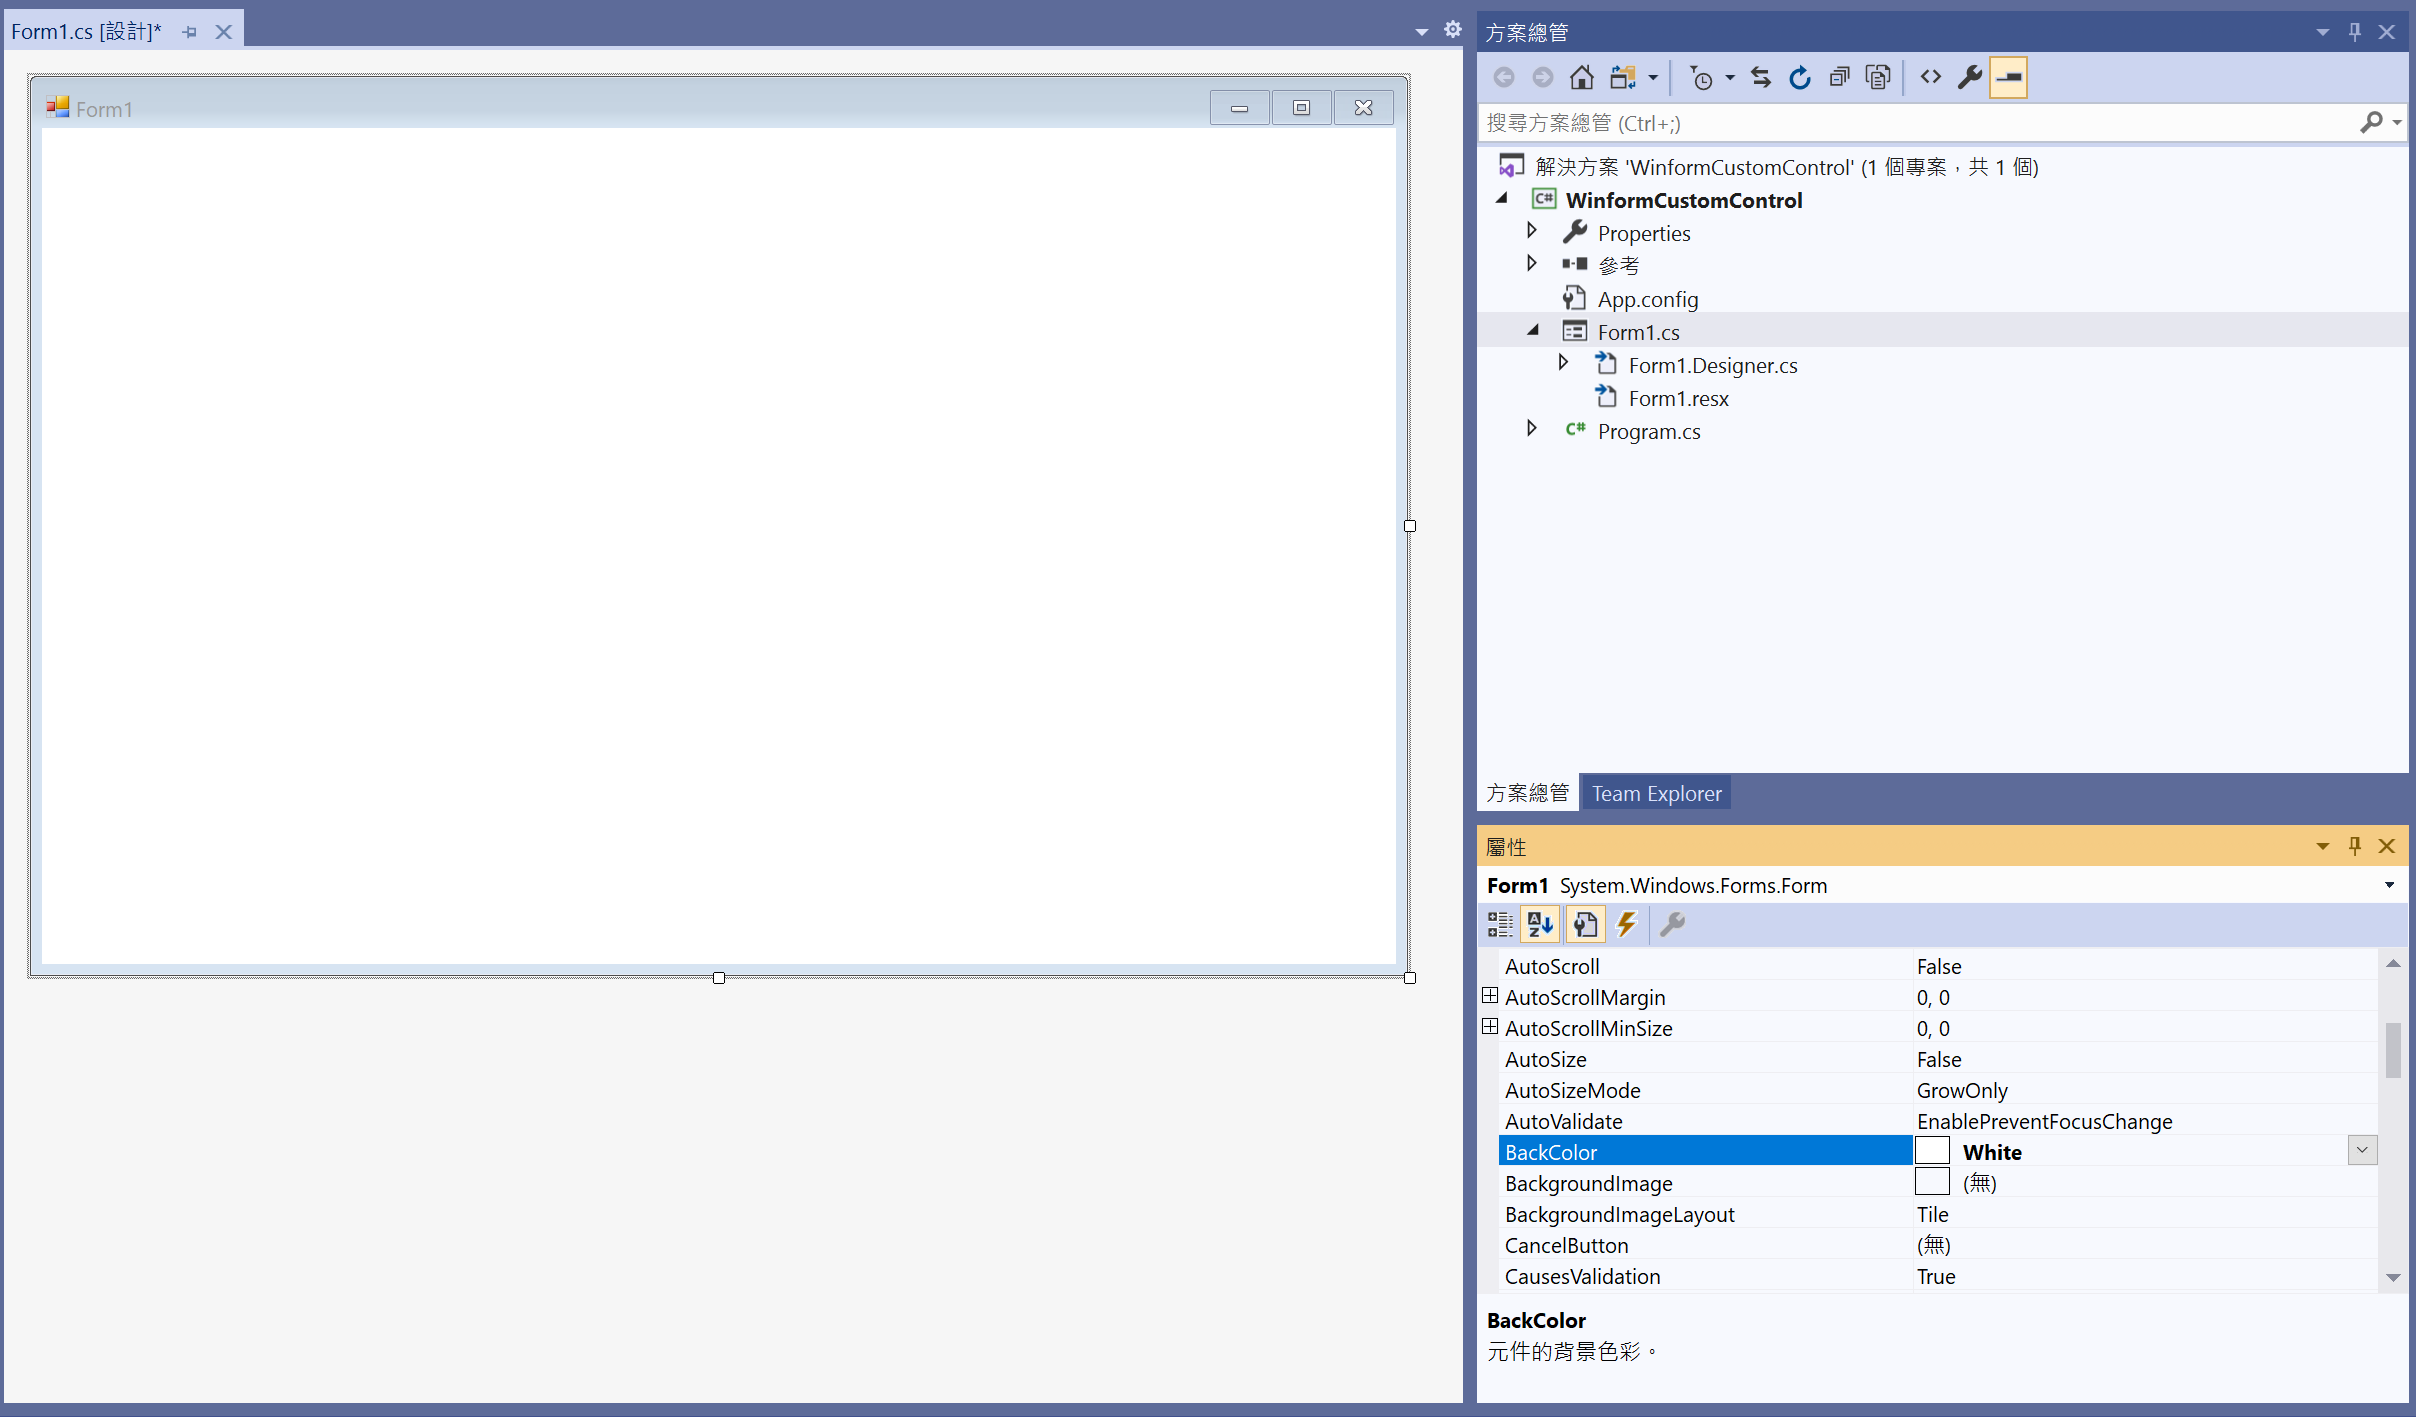 Form1.cs [設計]*
Form1
方案總管
搜尋方案總管 (Ctrl+;)
解決方案 'WinformCustomControl' (1 個專案，共 1 個)
C# WinformCustomControl
Properties
參考
App.config
Form1.cs
Form1.Designer.cs
Form1.resx
C# Program.cs
方案總管 Team Explorer
屬性
Form1 System.Windows.Forms.Form
AutoScroll False
AutoScrollMargin 0, 0
AutoScrollMinSize 0, 0
AutoSize False
AutoSizeMode GrowOnly
AutoValidate EnablePreventFocusChange
BackColor White
BackgroundImage (無)
BackgroundImageLayout Tile
CancelButton (無)
CausesValidation True
BackColor
元件的背景色彩。